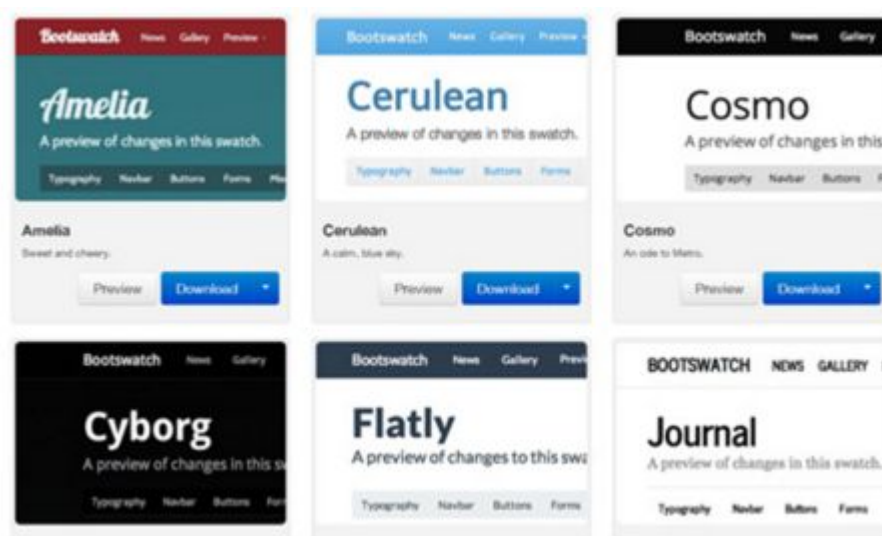 Bootswatch News Gallery Preview
Amelia
A preview of changes in this swatch.
Typography Navbar Buttons Forms
Amelia
Sweet and cheery.
Preview Download
Bootswatch News Gallery Preview
Cerulean
A preview of changes in this swatch.
Typography Navbar Buttons Forms
Cerulean
A calm, blue sky.
Preview Download
Bootswatch News Gallery
Cosmo
A preview of changes in this
Typography Navbar Buttons
Cosmo
An ode to Metro.
Preview Download
Bootswatch News Gallery
Cyborg
A preview of changes in this
Typography Navbar Buttons
Bootswatch News Gallery
Flatly
A preview of changes to this
Typography Navbar Buttons Forms
BOOTSWATCH NEWS GALLERY
Journal
A preview of changes in this swatch.
Typography Navbar Buttons Forms